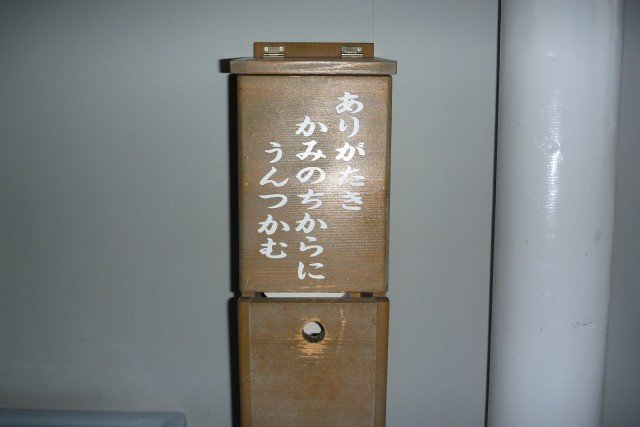 ありがたき
かみのちからに
うんつかむ